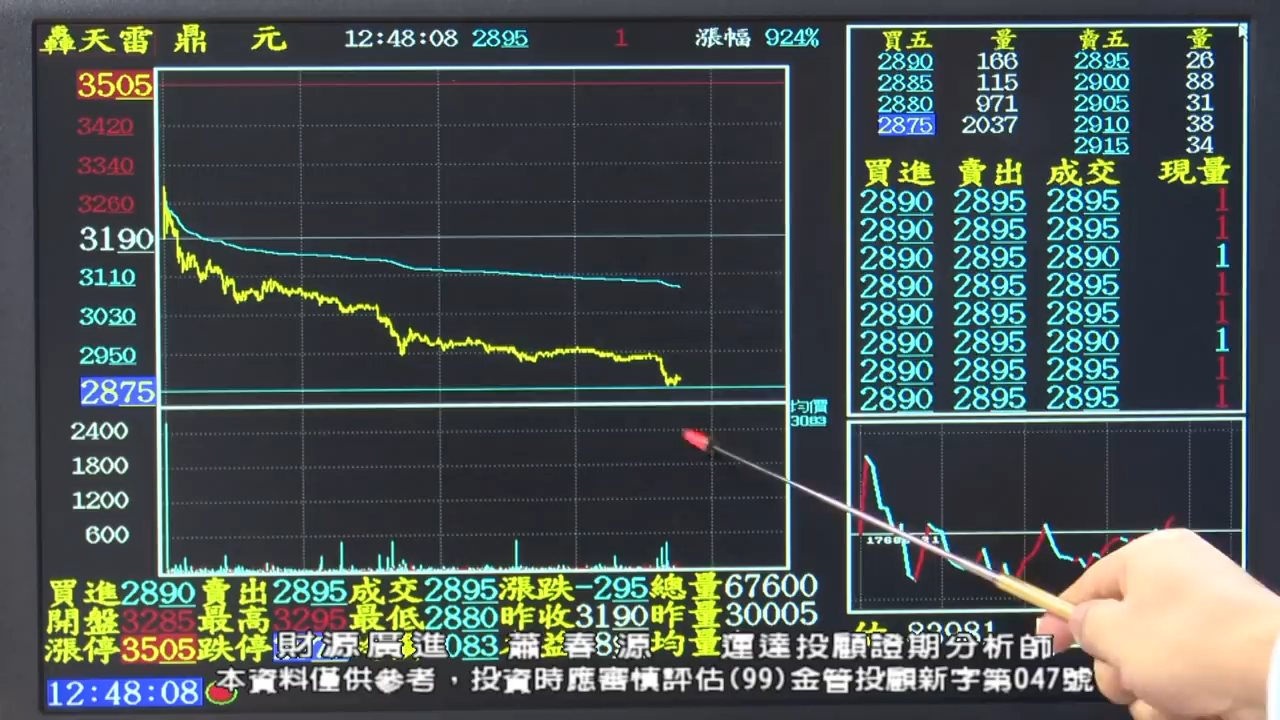 轟天雷 鼎 元 12:48:08 2895 1 漲幅 924%
3505
3420
3340
3260
3190
3110
3030
2950
2875
均價
3083
2400
1800
1200
600
買五 量 賣五 量
2890 166 2895 26
2885 115 2900 88
2880 971 2905 31
2875 2037 2910 38
2915 34
買進 賣出 成交 現量
2890 2895 2895 1
2890 2895 2895 1
2890 2895 2890 1
2890 2895 2895 1
2890 2895 2895 1
2890 2895 2890 1
2890 2895 2895 1
2890 2895 2895 1
買進2890賣出2895成交2895漲跌-295總量67600
開盤3285最高3295最低2880昨收3190昨量30005
漲停3505跌停 083 益 8 均量
財源廣進 蕭春源 運達投顧證期分析師
本資料僅供參考，投資時應審慎評估(99)金管投顧新字第047號
12:48:08